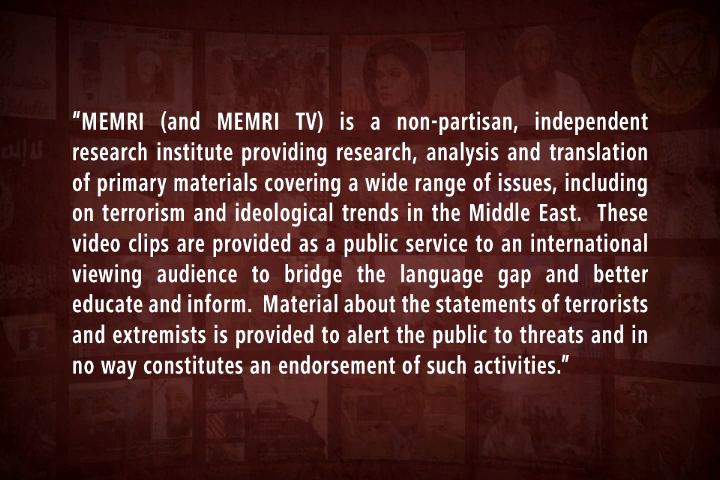 “MEMRI (and MEMRI TV) is a non-partisan, independent
research institute providing research, analysis and translation
of primary materials covering a wide range of issues, including
on terrorism and ideological trends in the Middle East. These
video clips are provided as a public service to an international
viewing audience to bridge the language gap and better
educate and inform. Material about the statements of terrorists
and extremists is provided to alert the public to threats and in
no way constitutes an endorsement of such activities.”